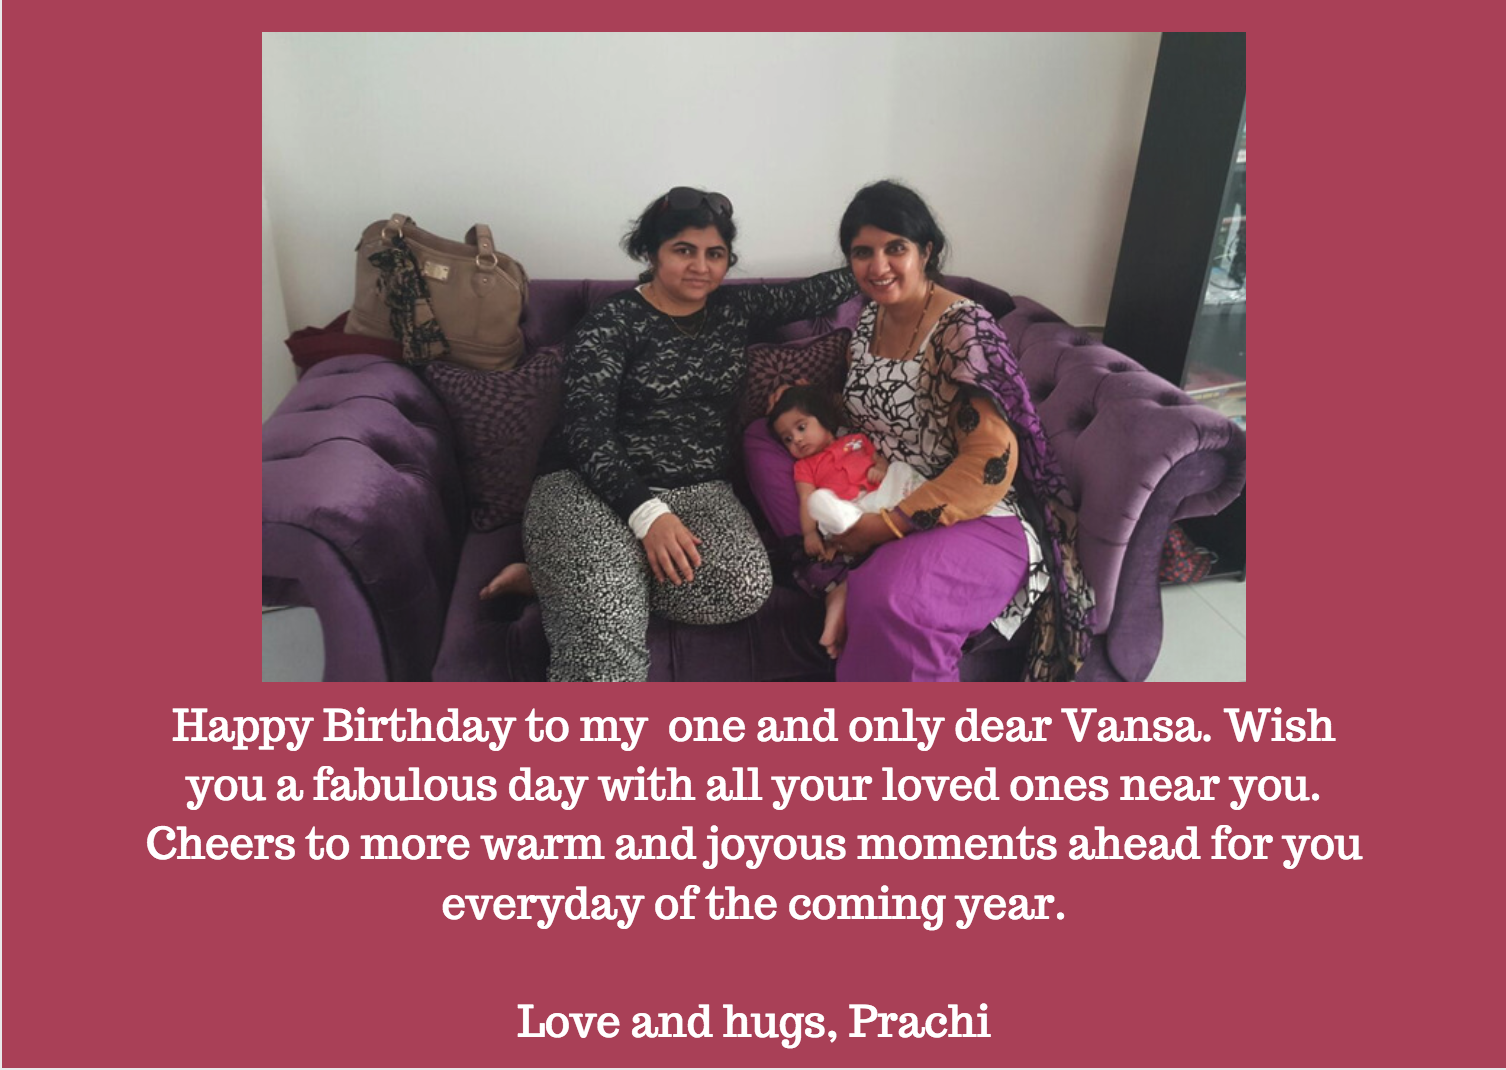 Happy Birthday to my  one and only dear Vansa. Wish
you a fabulous day with all your loved ones near you.
Cheers to more warm and joyous moments ahead for you
everyday of the coming year.
Love and hugs, Prachi